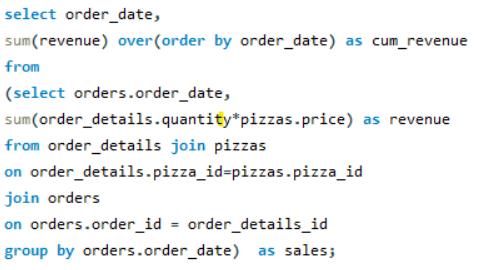 select order_date,
sum(revenue) over(order by order_date) as cum_revenue
from
(select orders.order_date,
sum(order_details.quantity*pizzas.price) as revenue
from order_details join pizzas
on order_details.pizza_id=pizzas.pizza_id
join orders
on orders.order_id = order_details_id
group by orders.order_date)  as sales;